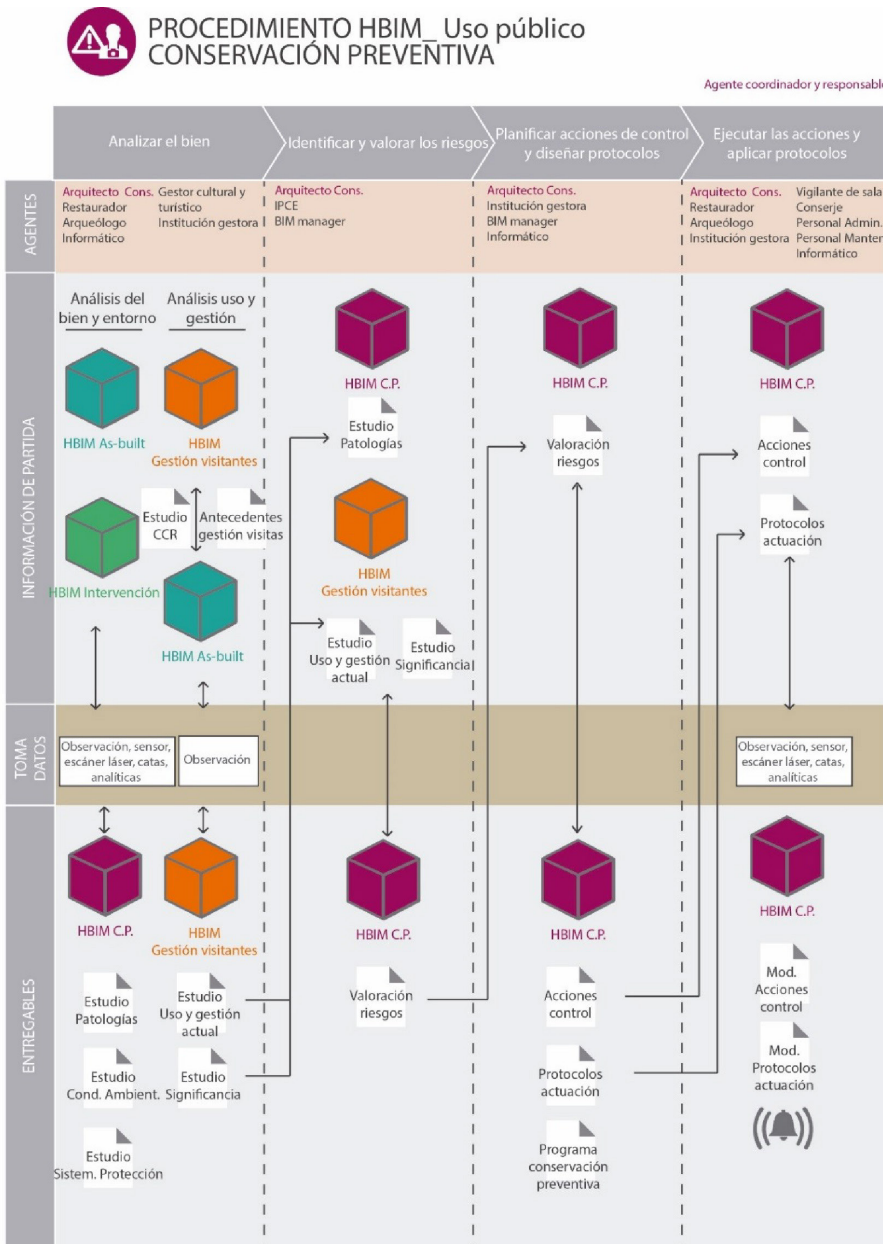 PROCEDIMIENTO HBIM_ Uso público
CONSERVACIÓN PREVENTIVA
Agente coordinador y responsable
Analizar el bien
Identificar y valorar los riesgos
Planificar acciones de control
y diseñar protocolos
Ejecutar las acciones y
aplicar protocolos
AGENTES
Arquitecto Cons.
Restaurador
Arqueólogo
Informático
Gestor cultural y
turístico
Institución gestora
Arquitecto Cons.
IPCE
BIM manager
Arquitecto Cons.
Institución gestora
BIM manager
Informático
Arquitecto Cons.
Restaurador
Arqueólogo
Institución gestora
Vigilante de sala
Conserje
Personal Admin.
Personal Manten
Informático
INFORMACIÓN DE PARTIDA
Análisis del
bien y entorno
Análisis uso y
gestión
HBIM As-built
HBIM
Gestión visitantes
Estudio
CCR
Antecedentes
gestión visitas
HBIM Intervención
HBIM As-built
HBIM C.P.
Estudio
Patologías
HBIM
Gestión visitantes
Estudio
Uso y gestión
actual
Estudio
Significancia
HBIM C.P.
Valoración
riesgos
HBIM C.P.
Acciones
control
Protocolos
actuación
TOMA
DATOS
Observación, sensor,
escáner láser, catas,
analíticas
Observación
Observación, sensor,
escáner láser, catas,
analíticas
ENTREGABLES
HBIM C.P.
HBIM
Gestión visitantes
Estudio
Patologías
Estudio
Uso y gestión
actual
Estudio
Cond. Ambient.
Estudio
Significancia
Estudio
Sistem. Protección
HBIM C.P.
Valoración
riesgos
HBIM C.P.
Acciones
control
Protocolos
actuación
Programa
conservación
preventiva
HBIM C.P.
Mod.
Acciones
control
Mod.
Protocolos
actuación